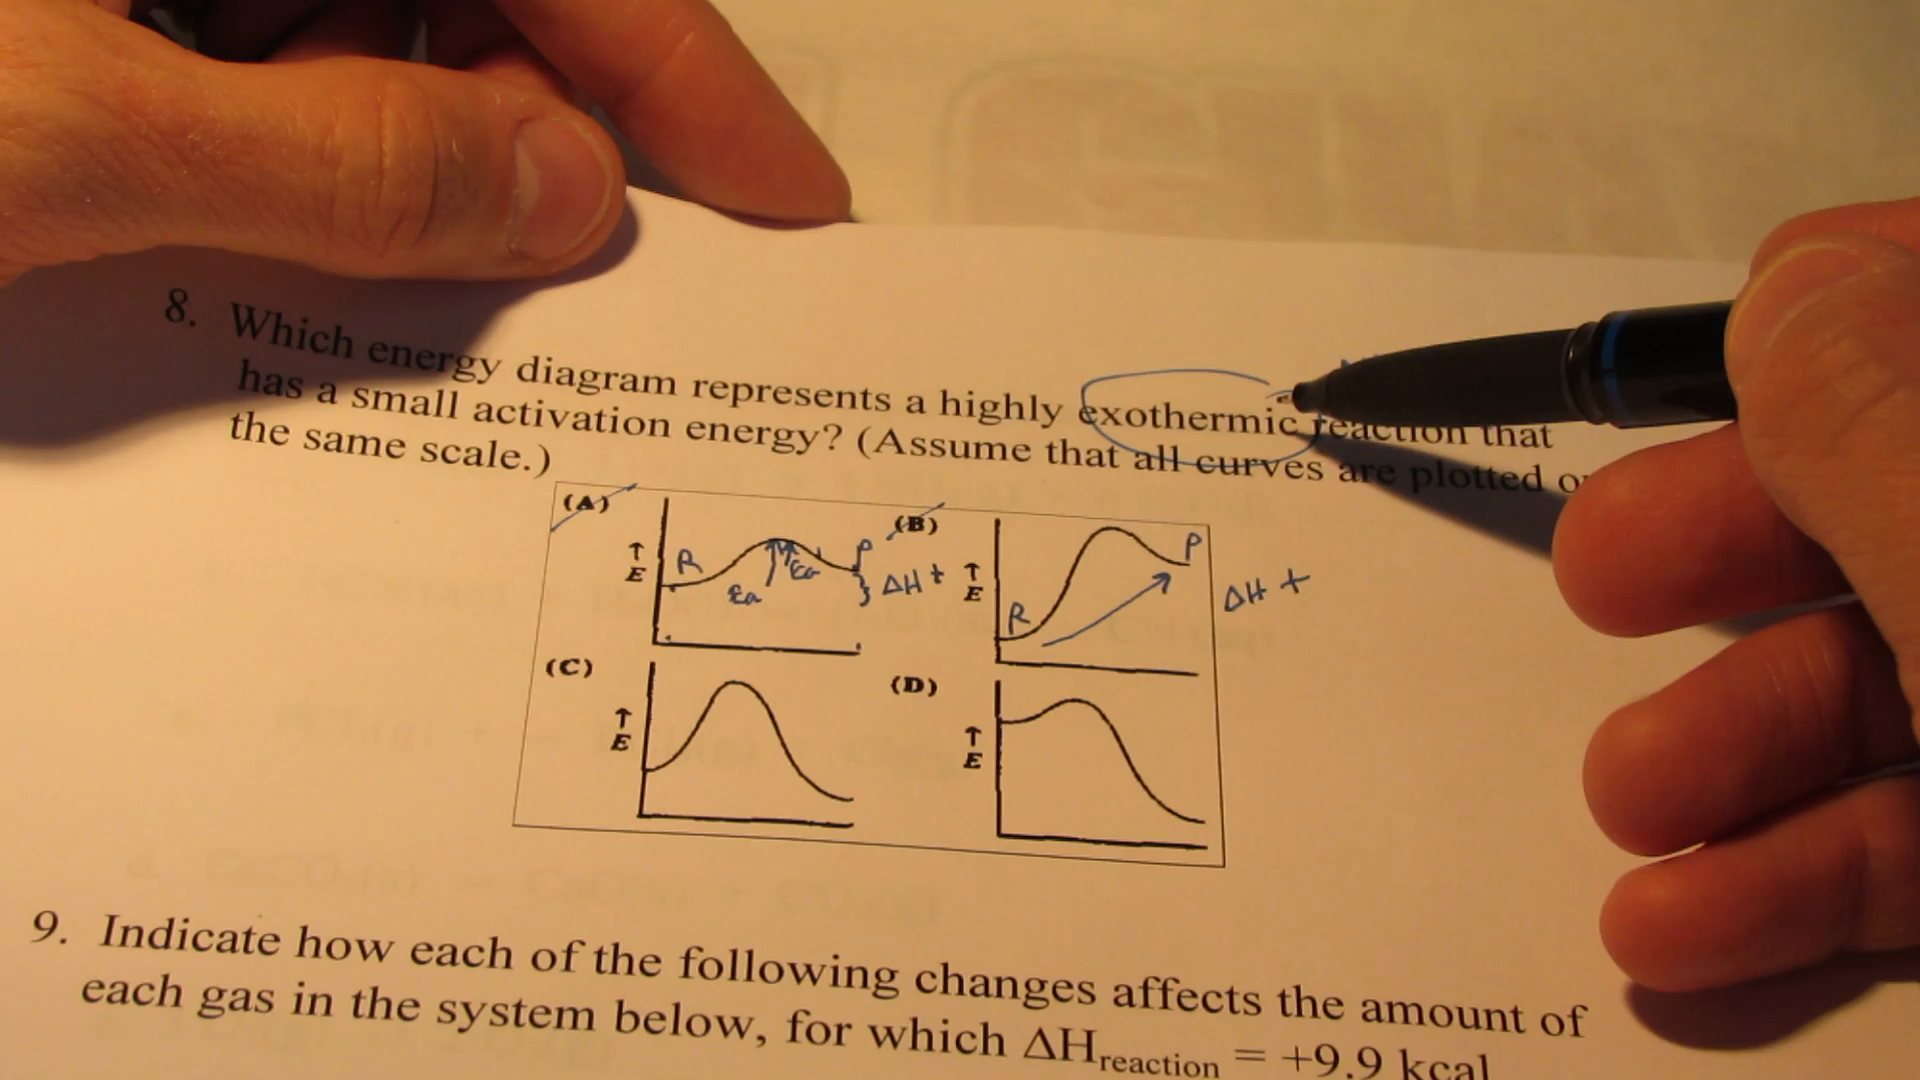 8. Which energy diagram represents a highly exothermic reaction that
has a small activation energy? (Assume that all curves are plotted
the same scale.)
(A)
↑
E
R
Ea
Ea
P
ΔH +
(B)
↑
E
R
P
ΔH +
(C)
↑
E
(D)
↑
E
9. Indicate how each of the following changes affects the amount of
each gas in the system below, for which ΔHreaction = +9.9 kcal